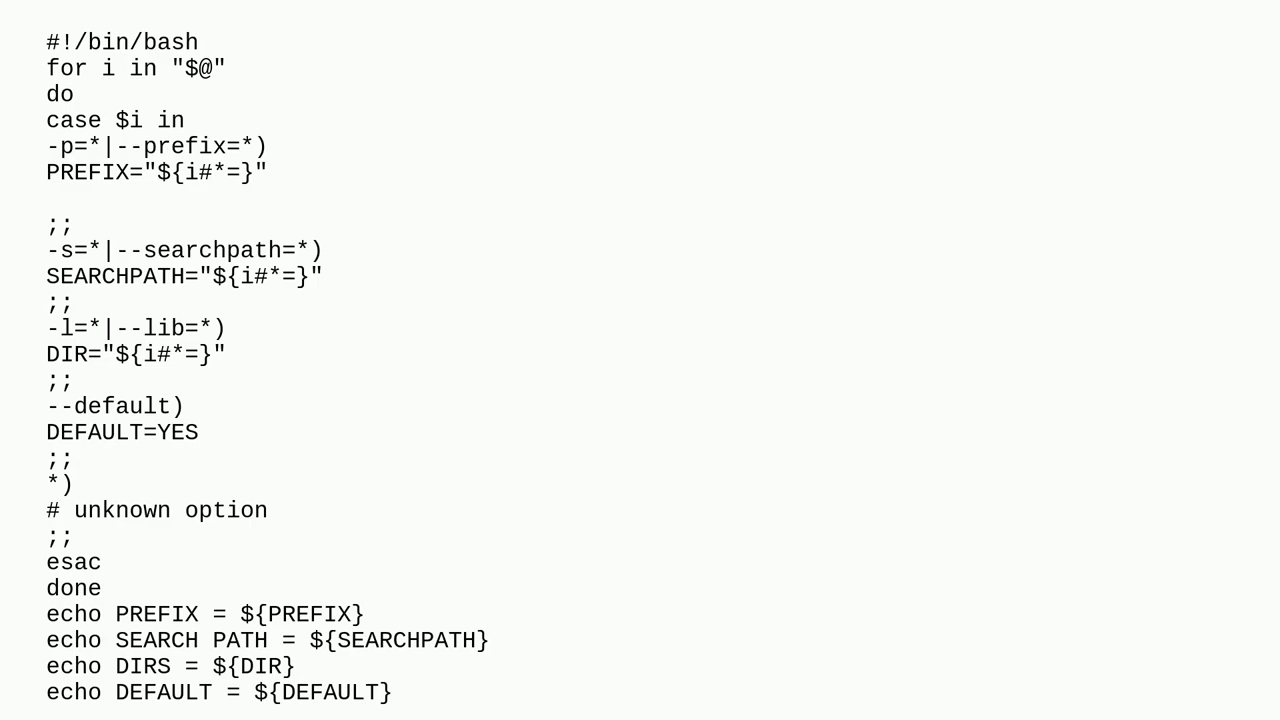 #!/bin/bash
for i in "$@"
do
case $i in
-p=*|--prefix=*)
PREFIX="${i#*=}"

;;
-s=*|--searchpath=*)
SEARCHPATH="${i#*=}"
;;
-l=*|--lib=*)
DIR="${i#*=}"
;;
--default)
DEFAULT=YES
;;
*)
# unknown option
;;
esac
done
echo PREFIX = ${PREFIX}
echo SEARCH PATH = ${SEARCHPATH}
echo DIRS = ${DIR}
echo DEFAULT = ${DEFAULT}